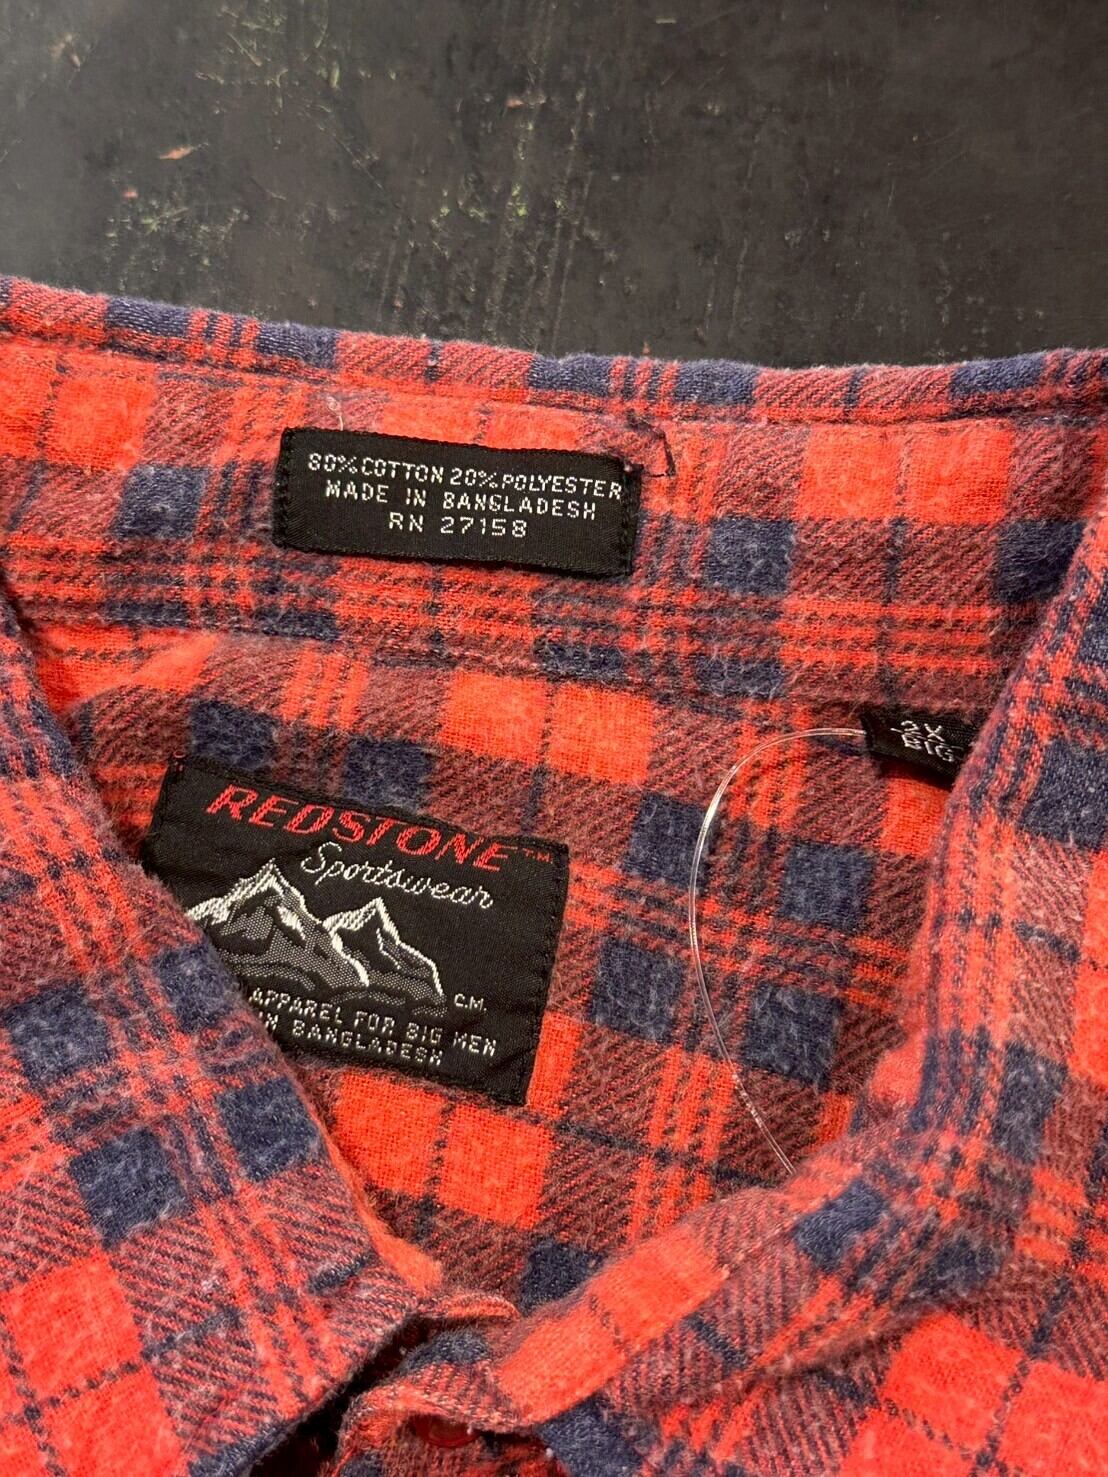 80% COTTON 20% POLYESTER
MADE IN BANGLADESH
RN 27158
2X
BIG
REDSTONE™
Sportswear
C.M.
APPAREL FOR BIG MEN
IN BANGLADESH